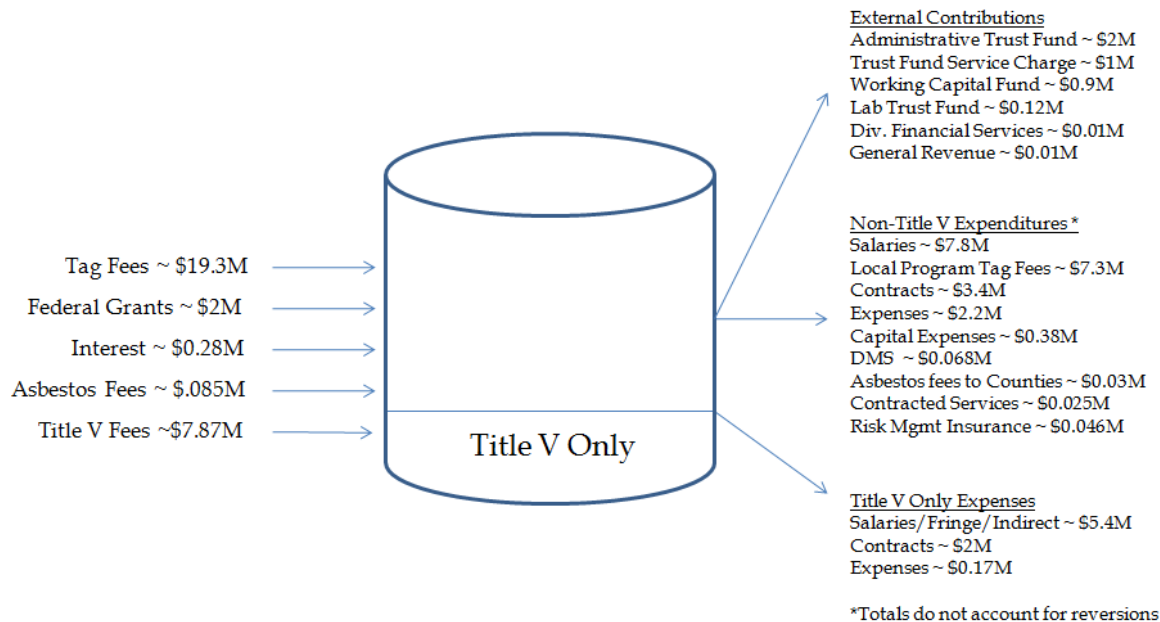 External Contributions
Administrative Trust Fund ~ $2M
Trust Fund Service Charge ~ $1M
Working Capital Fund ~ $0.9M
Lab Trust Fund ~ $0.12M
Div. Financial Services ~ $0.01M
General Revenue ~ $0.01M
Tag Fees ~ $19.3M
Federal Grants ~ $2M
Interest ~ $0.28M
Asbestos Fees ~ $.085M
Title V Fees ~$7.87M
Title V Only
Non-Title V Expenditures *
Salaries ~ $7.8M
Local Program Tag Fees ~ $7.3M
Contracts ~ $3.4M
Expenses ~ $2.2M
Capital Expenses ~ $0.38M
DMS ~ $0.068M
Asbestos fees to Counties ~ $0.03M
Contracted Services ~ $0.025M
Risk Mgmt Insurance ~ $0.046M
Title V Only Expenses
Salaries/Fringe/Indirect ~ $5.4M
Contracts ~ $2M
Expenses ~ $0.17M
*Totals do not account for reversions